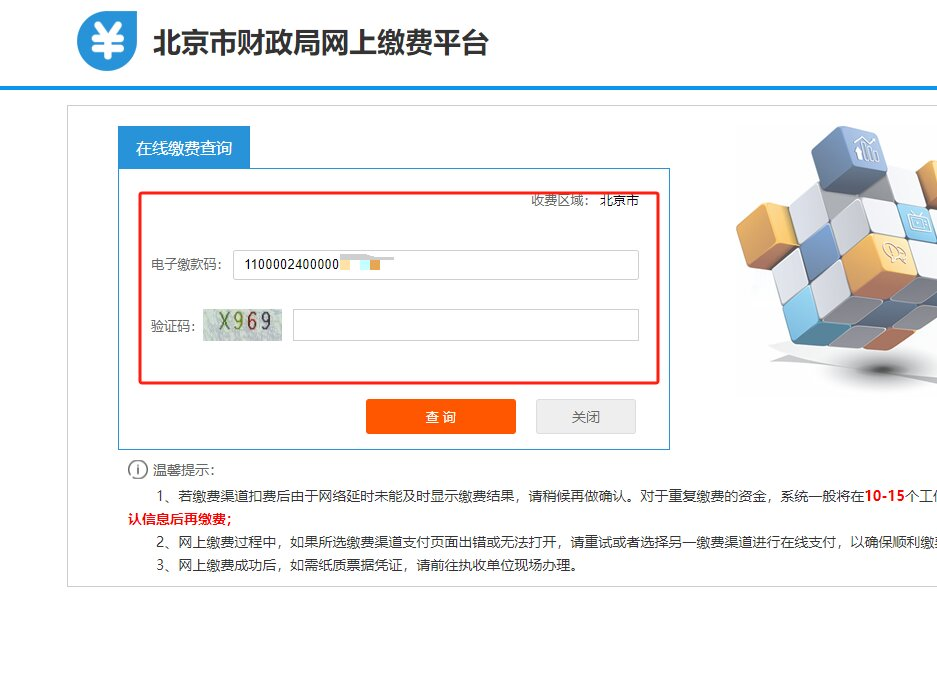 北京市财政局网上缴费平台
在线缴费查询
收费区域： 北京市
电子缴款码： 1100002400000
验证码： X969
查 询 关闭
温馨提示：
1、若缴费渠道扣费后由于网络延时未能及时显示缴费结果，请稍候再做确认。对于重复缴费的资金，系统一般将在10-15个工
认信息后再缴费；
2、网上缴费过程中，如果所选缴费渠道支付页面出错或无法打开，请重试或者选择另一缴费渠道进行在线支付，以确保顺利缴
3、网上缴费成功后，如需纸质票据凭证，请前往执收单位现场办理。